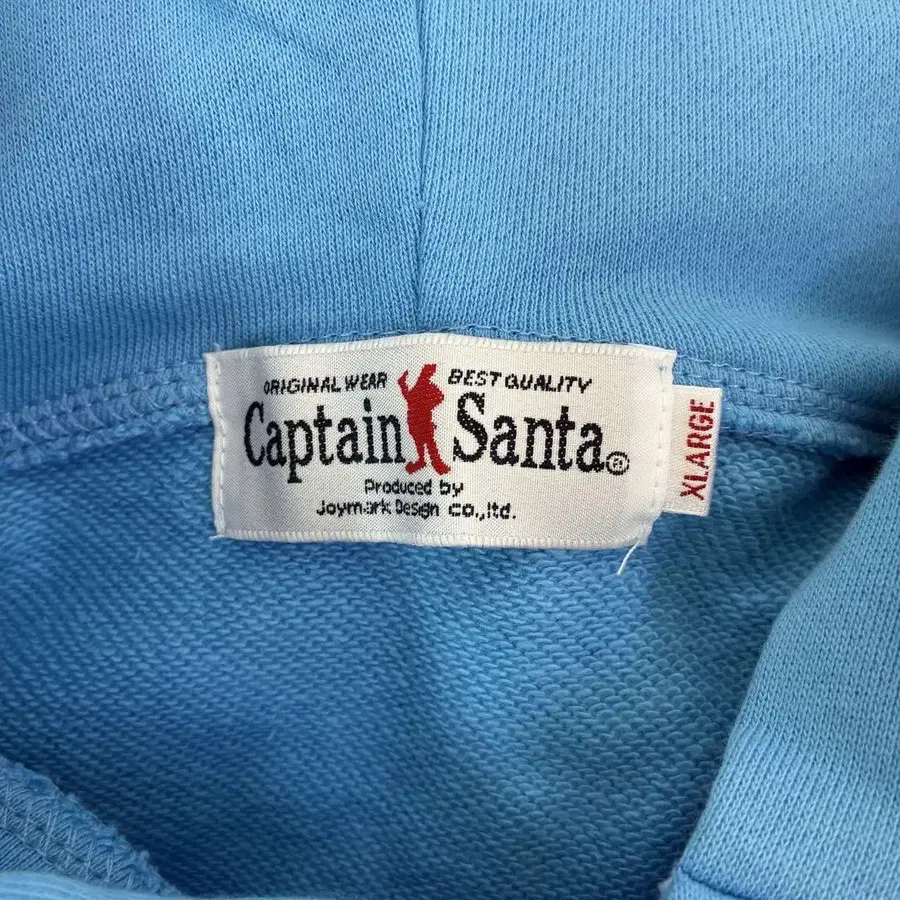 ORIGINAL WEAR BEST QUALITY
Captain Santa®
Produced by
Joymark Design co.,ltd.
XLARGE